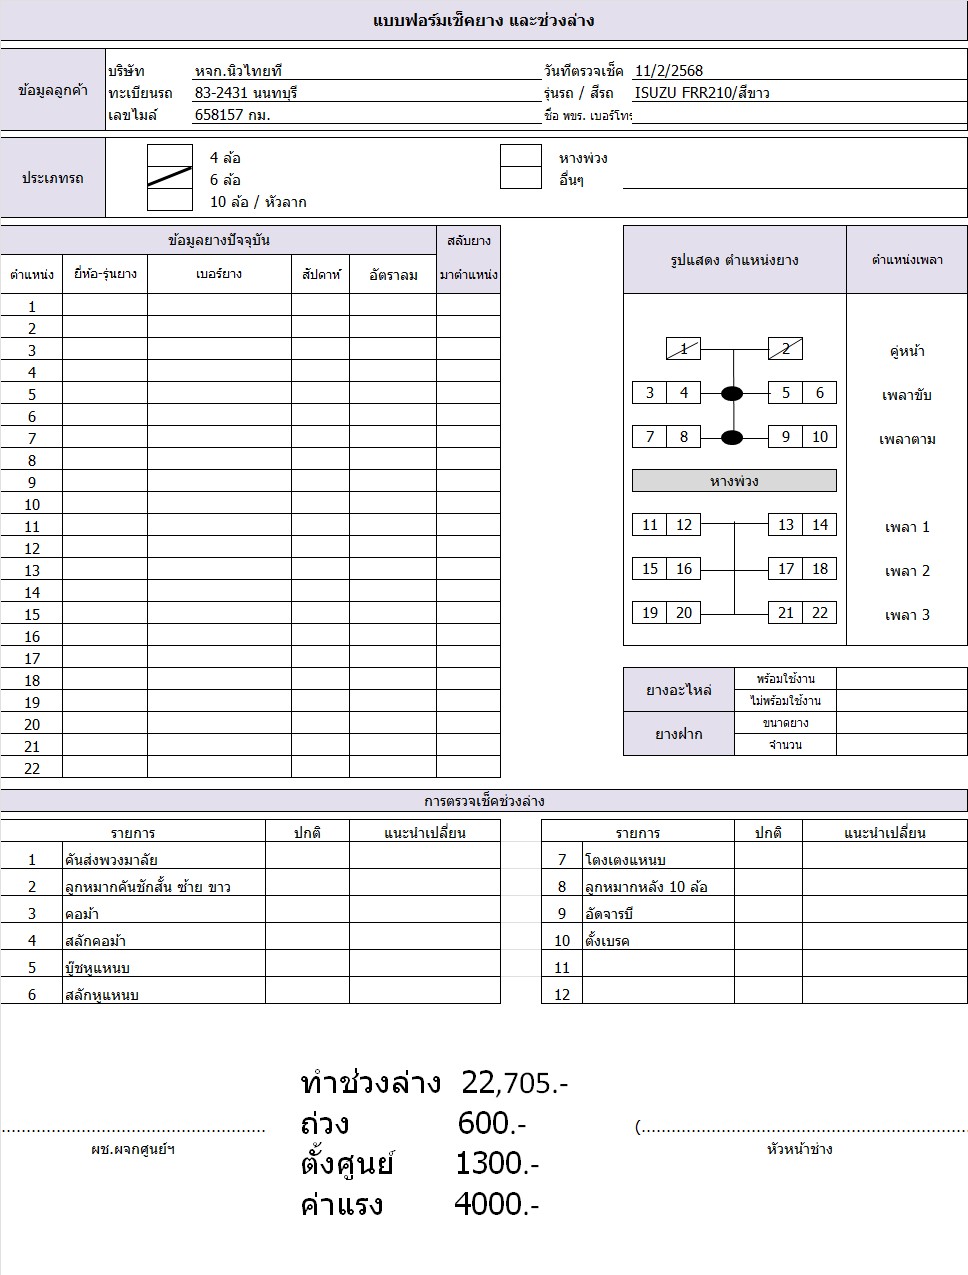 แบบฟอร์มเช็คยาง และช่วงล่าง
ข้อมูลลูกค้า
บริษัท หจก.นิวไทยที วันทีตรวจเช็ค 11/2/2568
ทะเบียนรถ 83-2431 นนทบุรี รุ่นรถ / สีรถ ISUZU FRR210/สีขาว
เลขไมล์ 658157 กม. ชื่อ พขร. เบอร์โทร
ประเภทรถ
4 ล้อ หางพ่วง
6 ล้อ อื่นๆ
10 ล้อ / หัวลาก
ข้อมูลยางปัจจุบัน สลับยาง
ตำแหน่ง ยี่ห้อ-รุ่นยาง เบอร์ยาง สัปดาห์ อัตราลม มาตำแหน่ง
1
2
3
4
5
6
7
8
9
10
11
12
13
14
15
16
17
18
19
20
21
22
รูปแสดง ตำแหน่งยาง ตำแหน่งเพลา
1 2 คู่หน้า
3 4 5 6 เพลาขับ
7 8 9 10 เพลาตาม
หางพ่วง
11 12 13 14 เพลา 1
15 16 17 18 เพลา 2
19 20 21 22 เพลา 3
ยางอะไหล่ พร้อมใช้งาน
ไม่พร้อมใช้งาน
ยางฝาก ขนาดยาง
จำนวน
การตรวจเช็คช่วงล่าง
รายการ ปกติ แนะนำเปลี่ยน รายการ ปกติ แนะนำเปลี่ยน
1 คันส่งพวงมาลัย 7 โตงเตงแหนบ
2 ลูกหมากคันชักสั้น ซ้าย ขาว 8 ลูกหมากหลัง 10 ล้อ
3 คอม้า 9 อัดจารบี
4 สลักคอม้า 10 ตั้งเบรค
5 บู๊ชหูแหนบ 11
6 สลักหูแหนบ 12
ทำช่วงล่าง 22,705.-
ถ่วง 600.-
ตั้งศูนย์ 1300.-
ค่าแรง 4000.-
ผช.ผจกศูนย์ฯ
(
หัวหน้าช่าง